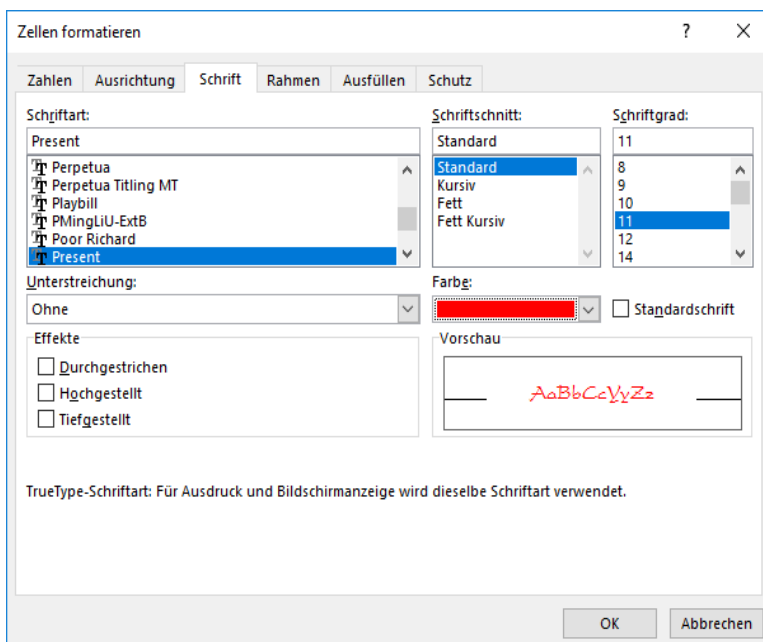 Zellen formatieren
Zahlen Ausrichtung Schrift Rahmen Ausfüllen Schutz
Schriftart: Schriftschnitt: Schriftgrad:
Present Standard 11
Perpetua Standard 8
Perpetua Titling MT Kursiv 9
Playbill Fett 10
PMingLiU-ExtB Fett Kursiv 11
Poor Richard 12
Present 14
Unterstreichung: Farbe:
Ohne Standardschrift
Effekte Vorschau
Durchgestrichen
Hochgestellt
Tiefgestellt
AaBbCcVyZz
TrueType-Schriftart: Für Ausdruck und Bildschirmanzeige wird dieselbe Schriftart verwendet.
OK Abbrechen